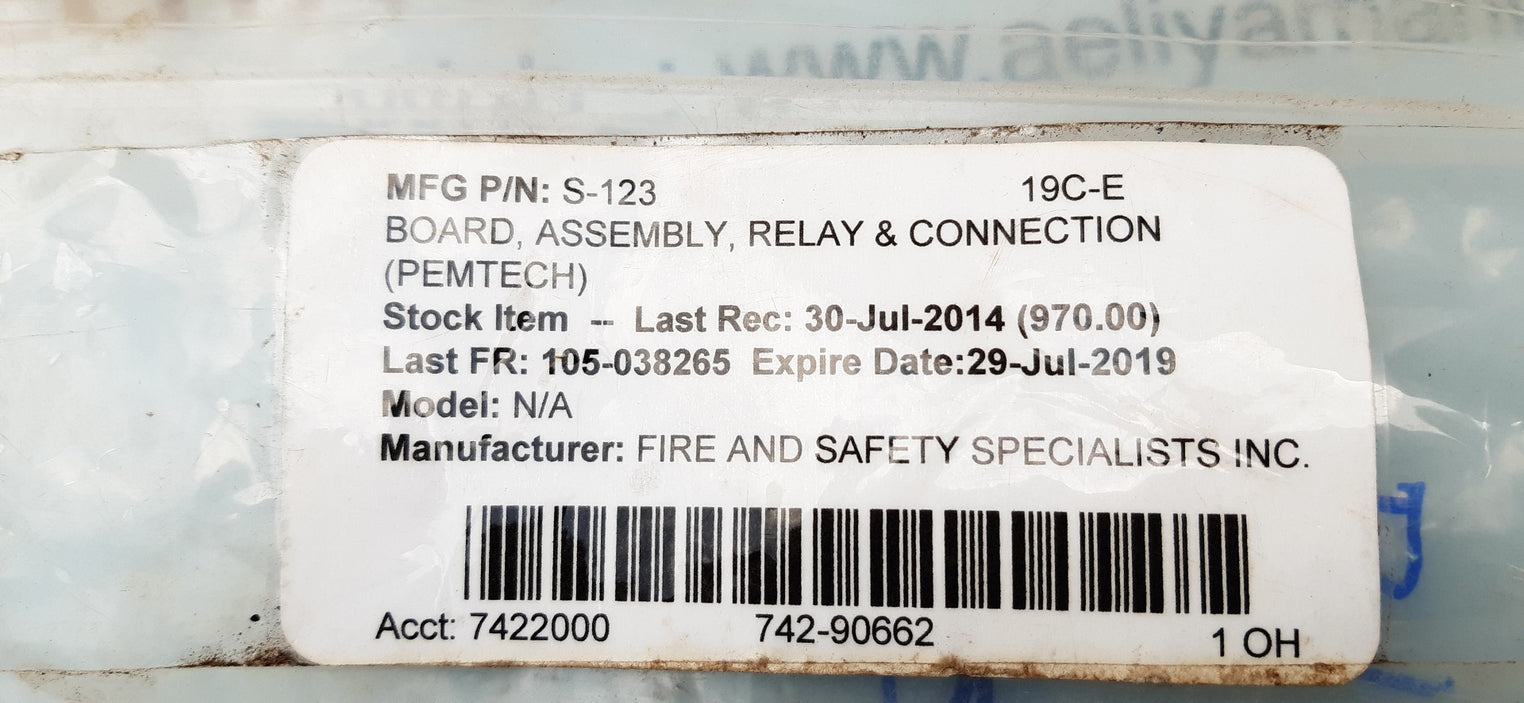 www.aeliyama
MFG P/N: S-123 19C-E
BOARD, ASSEMBLY, RELAY & CONNECTION
(PEMTECH)
Stock Item -- Last Rec: 30-Jul-2014 (970.00)
Last FR: 105-038265 Expire Date:29-Jul-2019
Model: N/A
Manufacturer: FIRE AND SAFETY SPECIALISTS INC.
Acct: 7422000 742-90662 1 OH